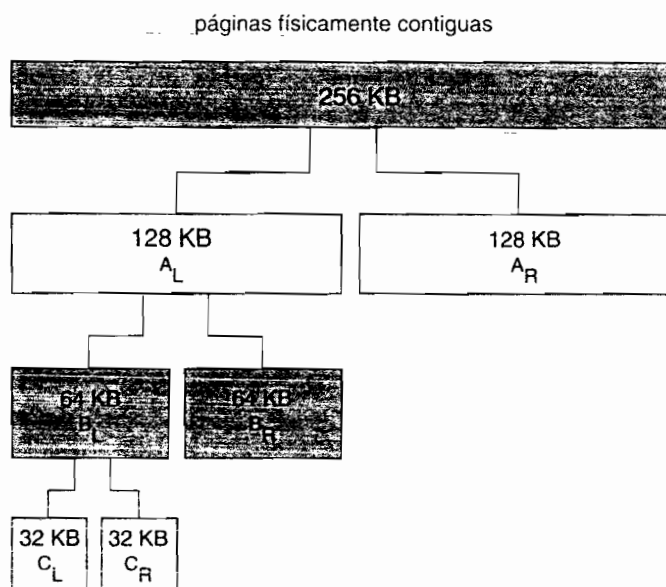 páginas físicamente contiguas
256 KB
128 KB
A_L
128 KB
A_R
64 KB
B_L
64 KB
B_R
32 KB
C_L
32 KB
C_R